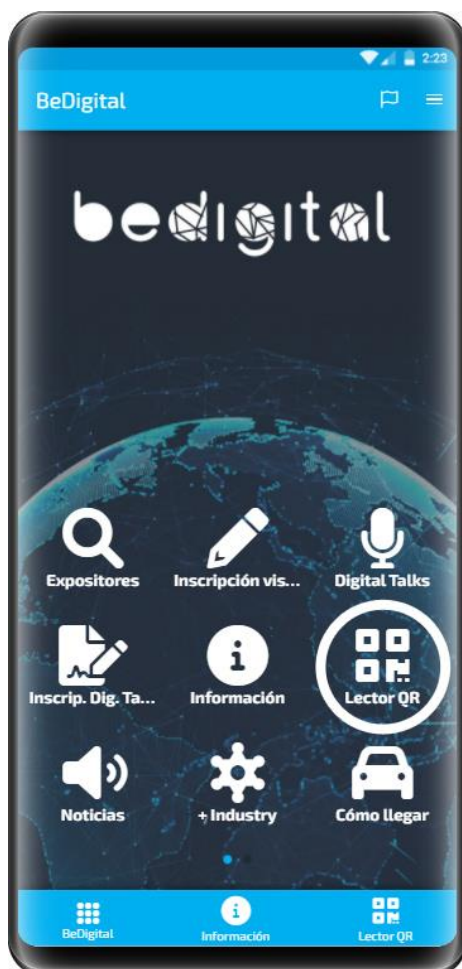 2:23
BeDigital
bedigital
Expositores
Inscripción vis...
Digital Talks
Inscrip. Dig. Ta...
Información
Lector QR
Noticias
+ Industry
Cómo llegar
BeDigital
Información
Lector QR